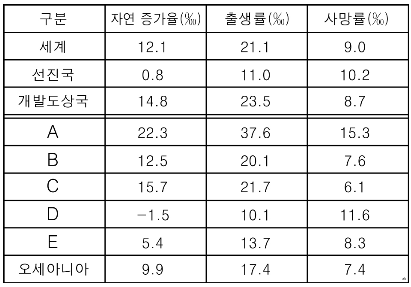 구분 자연 증가율(‰) 출생률(‰) 사망률(‰)
세계 12.1 21.1 9.0
선진국 0.8 11.0 10.2
개발도상국 14.8 23.5 8.7
A 22.3 37.6 15.3
B 12.5 20.1 7.6
C 15.7 21.7 6.1
D −1.5 10.1 11.6
E 5.4 13.7 8.3
오세아니아 9.9 17.4 7.4